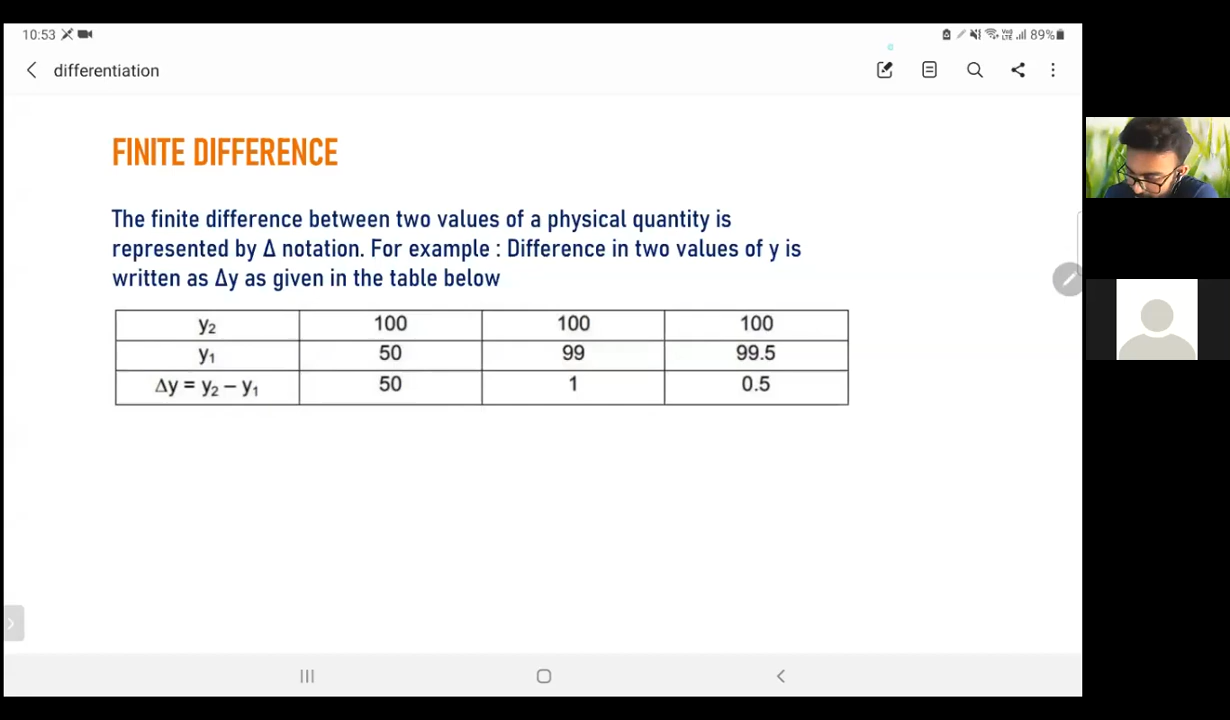 10:53
89%
differentiation
FINITE DIFFERENCE
The finite difference between two values of a physical quantity is
represented by Δ notation. For example : Difference in two values of y is
written as Δy as given in the table below
y₂ 100 100 100
y₁ 50 99 99.5
Δy = y₂ – y₁ 50 1 0.5